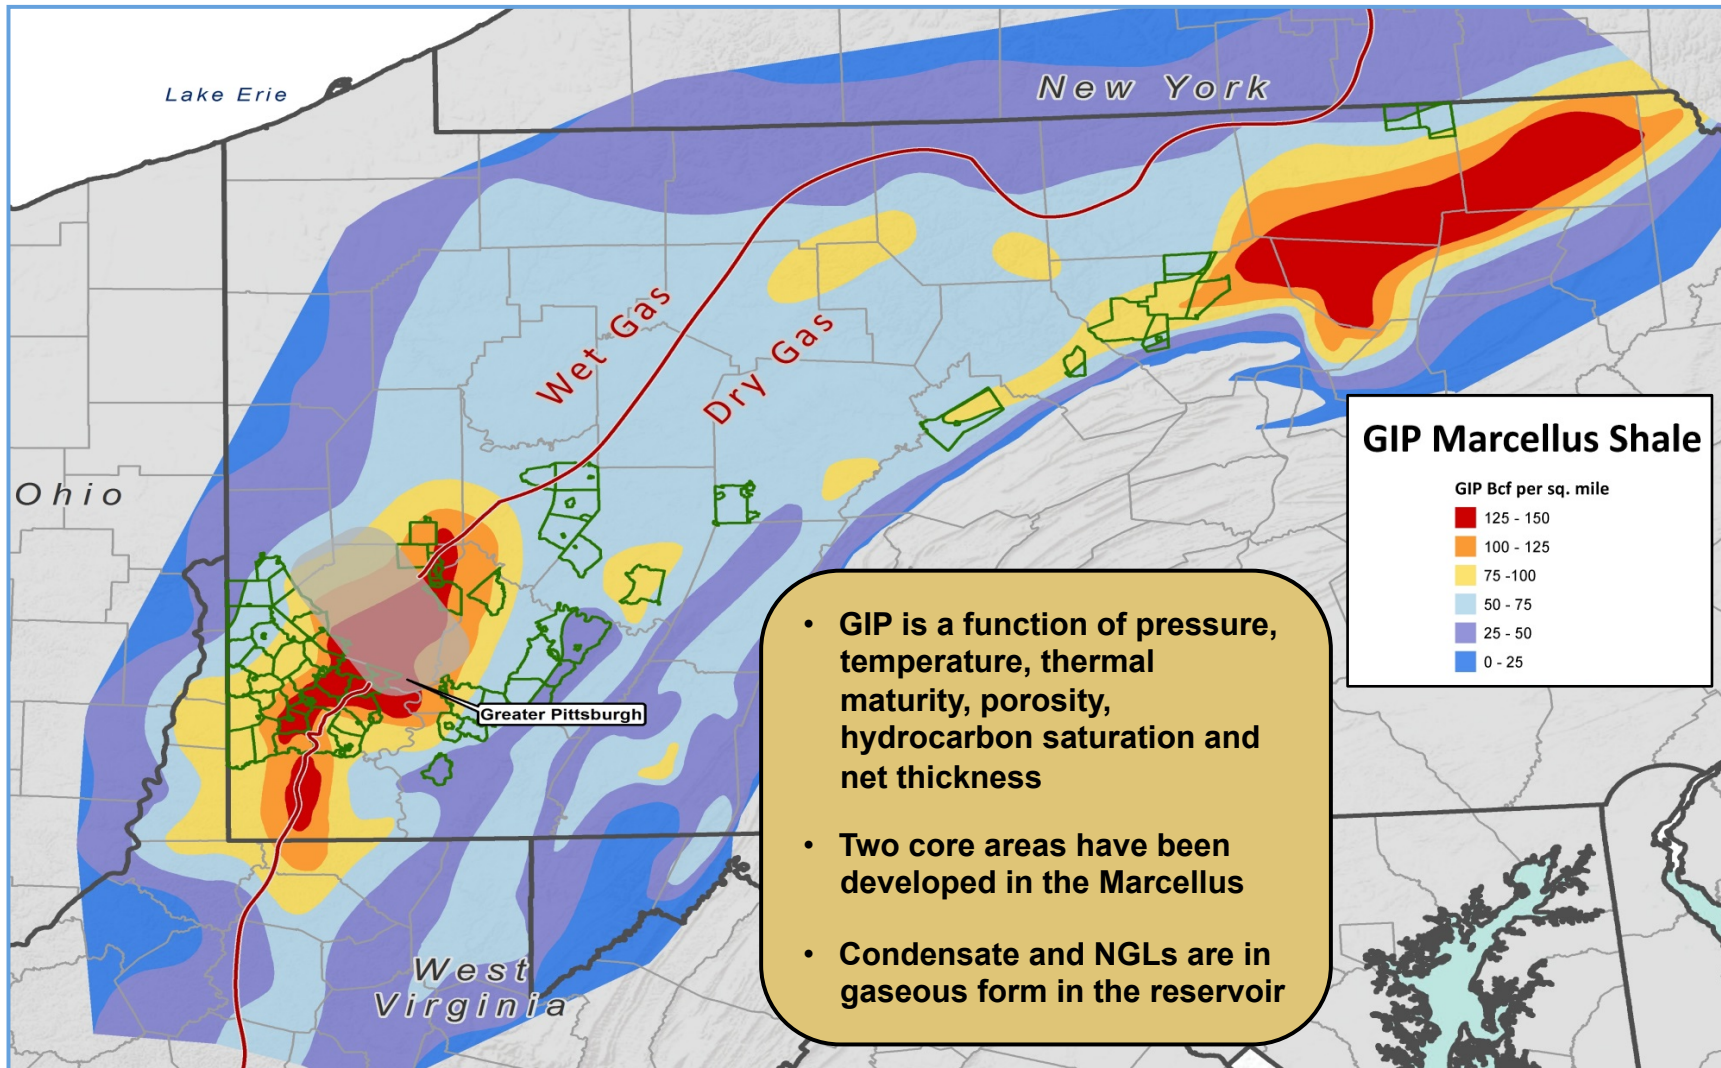 Lake Erie
New York
Wet Gas
Dry Gas
Ohio
Greater Pittsburgh
West
Virginia
GIP Marcellus Shale
GIP Bcf per sq. mile
125 - 150
100 - 125
75 -100
50 - 75
25 - 50
0 - 25
• GIP is a function of pressure,
temperature, thermal
maturity, porosity,
hydrocarbon saturation and
net thickness
• Two core areas have been
developed in the Marcellus
• Condensate and NGLs are in
gaseous form in the reservoir